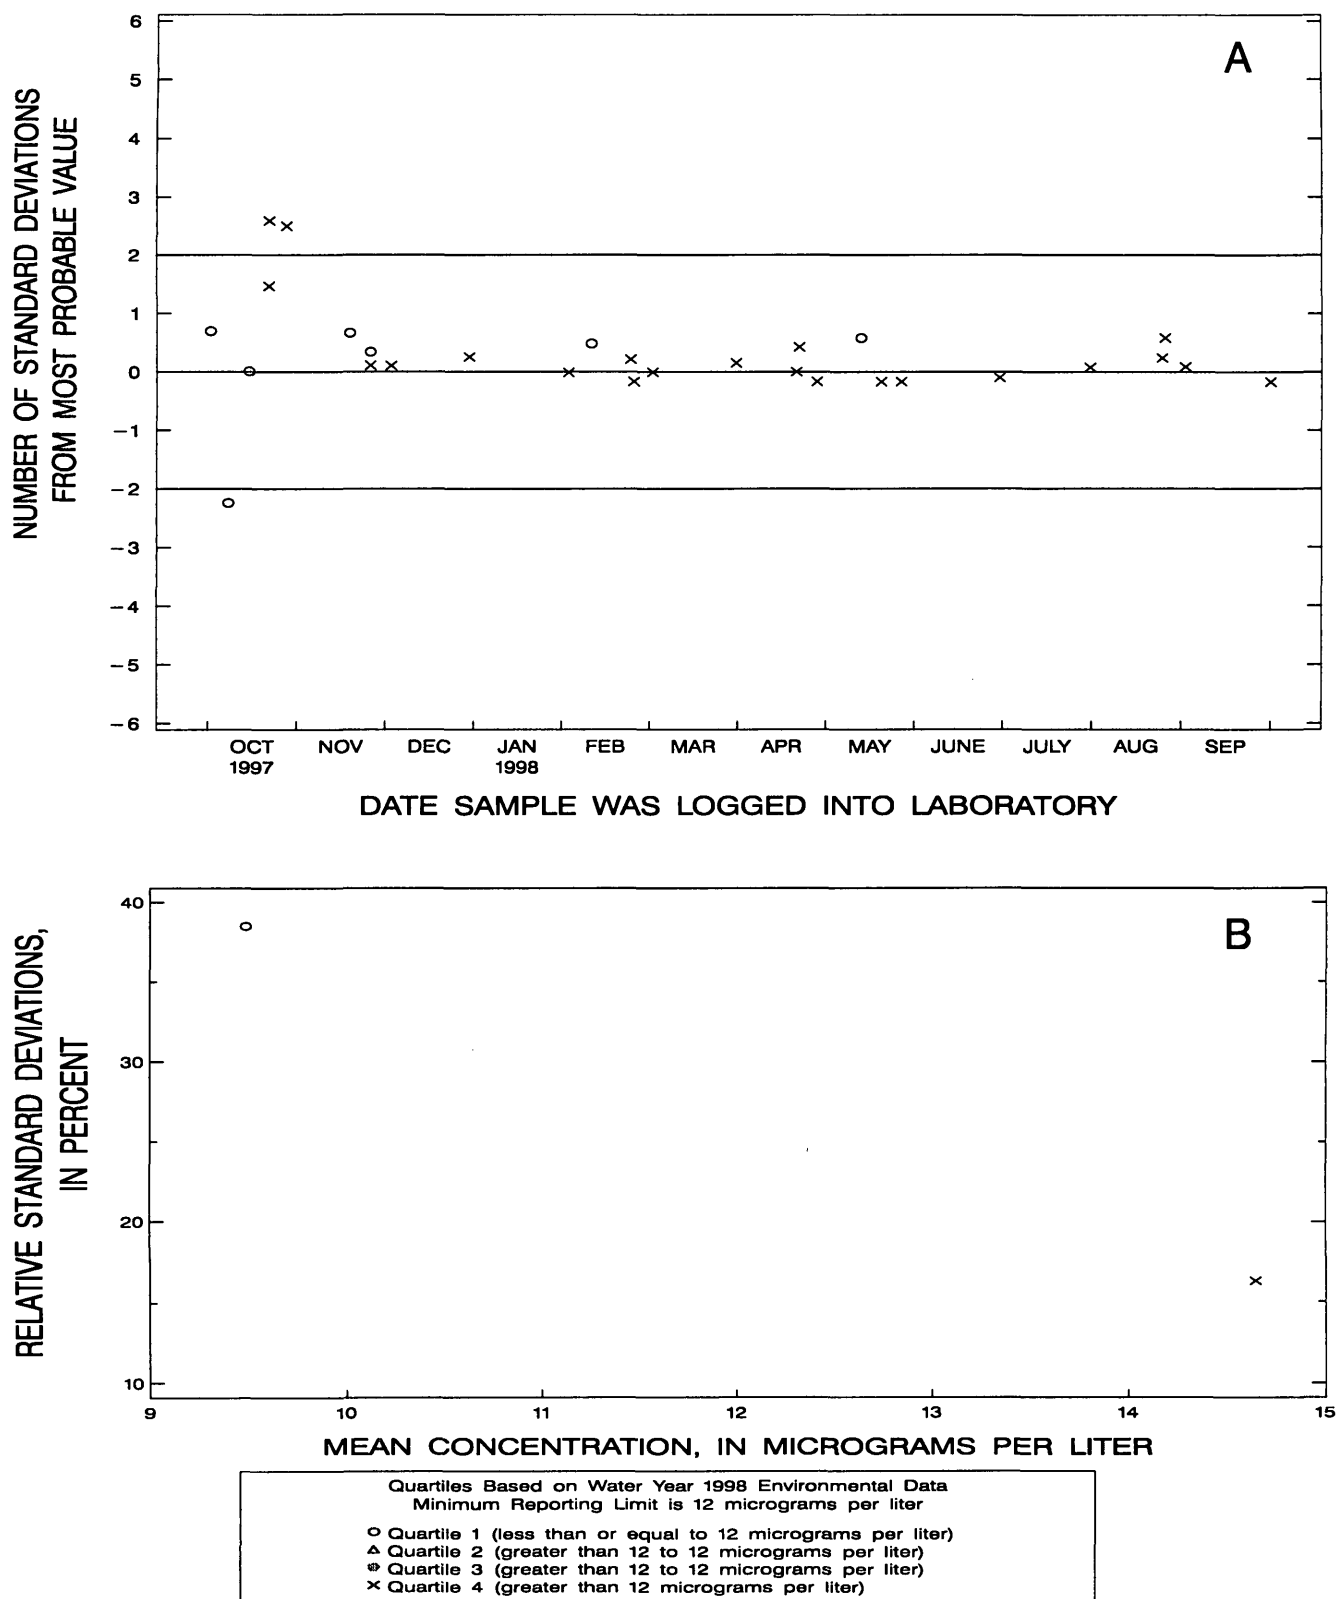 A
NUMBER OF STANDARD DEVIATIONS
FROM MOST PROBABLE VALUE
6
5
4
3
2
1
0
−1
−2
−3
−4
−5
−6
OCT NOV DEC JAN FEB MAR APR MAY JUNE JULY AUG SEP
1997 1998
DATE SAMPLE WAS LOGGED INTO LABORATORY
B
RELATIVE STANDARD DEVIATIONS,
IN PERCENT
40
30
20
10
9 10 11 12 13 14 15
MEAN CONCENTRATION, IN MICROGRAMS PER LITER
Quartiles Based on Water Year 1998 Environmental Data
Minimum Reporting Limit is 12 micrograms per liter
Quartile 1 (less than or equal to 12 micrograms per liter)
Quartile 2 (greater than 12 to 12 micrograms per liter)
Quartile 3 (greater than 12 to 12 micrograms per liter)
Quartile 4 (greater than 12 micrograms per liter)